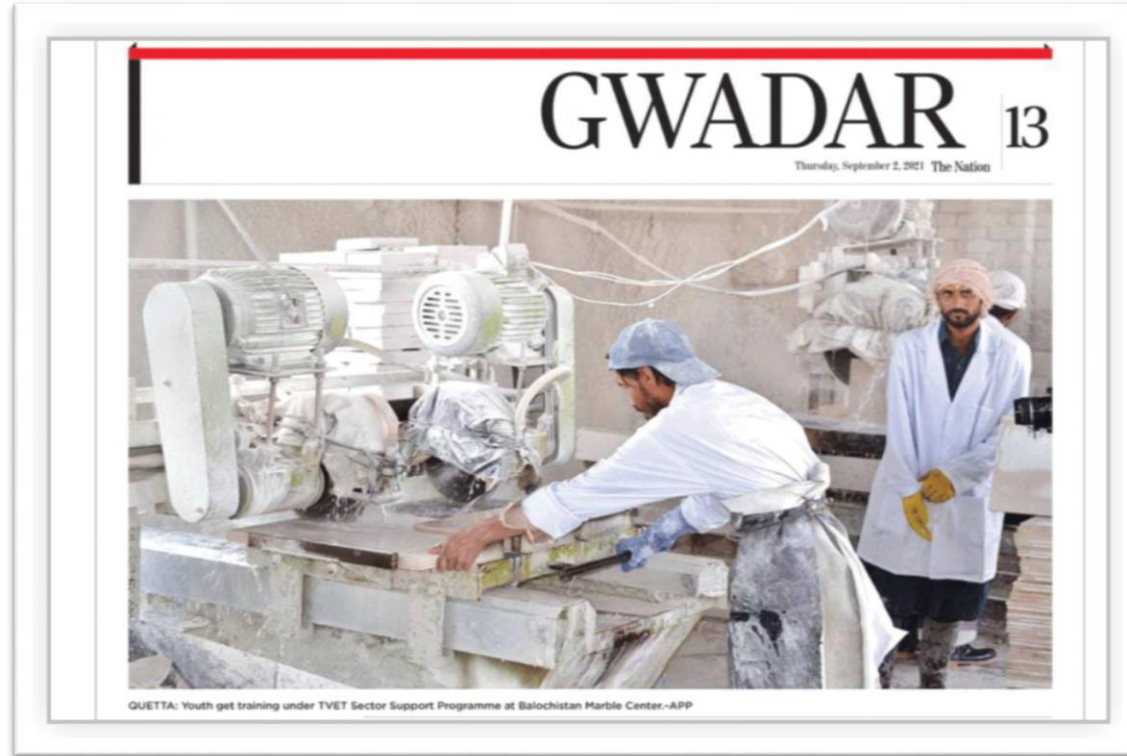 GWADAR 13
Thursday, September 2, 2021 The Nation
QUETTA: Youth get training under TVET Sector Support Programme at Balochistan Marble Center.-APP